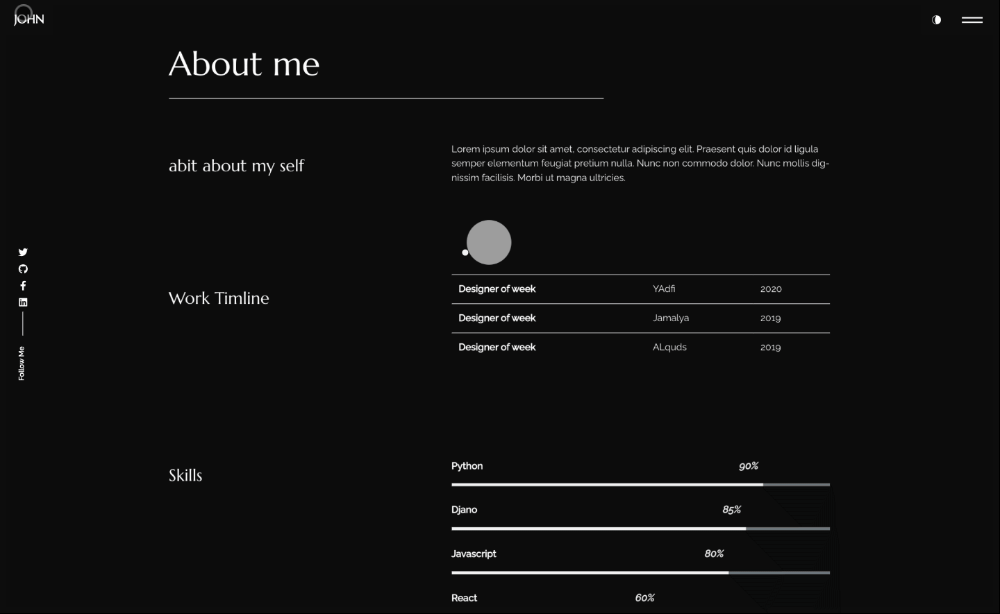 JOHN
About me
abit about my self
Lorem ipsum dolor sit amet, consectetur adipiscing elit. Praesent quis dolor id ligula
semper elementum feugiat pretium nulla. Nunc non commodo dolor. Nunc mollis dig-
nissim facilisis. Morbi ut magna ultricies.
Work Timline
Designer of week YAdfi 2020
Designer of week Jamalya 2019
Designer of week ALquds 2019
Follow Me
Skills
Python 90%
Djano 85%
Javascript 80%
React 60%